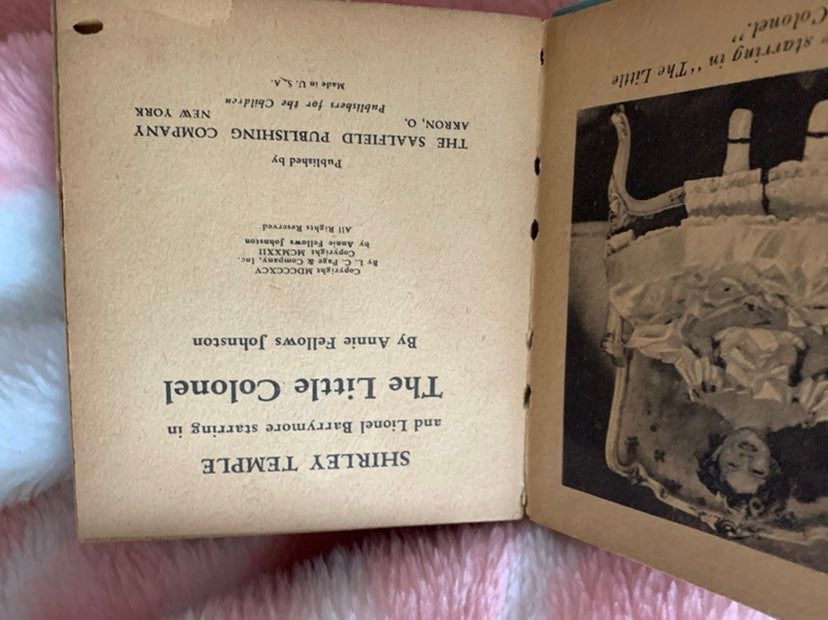 SHIRLEY TEMPLE
and Lionel Barrymore starring in
The Little Colonel
By Annie Fellows Johnston
Copyright MDCCCXCV
By L. C. Page & Company, Inc.
Copyright MCMXXII
by Annie Fellows Johnston
All Rights Reserved
Published by
THE SAALFIELD PUBLISHING COMPANY
AKRON, O. NEW YORK
Publishers for the Children
Made in U. S. A.
starring in "The Little
Colonel."